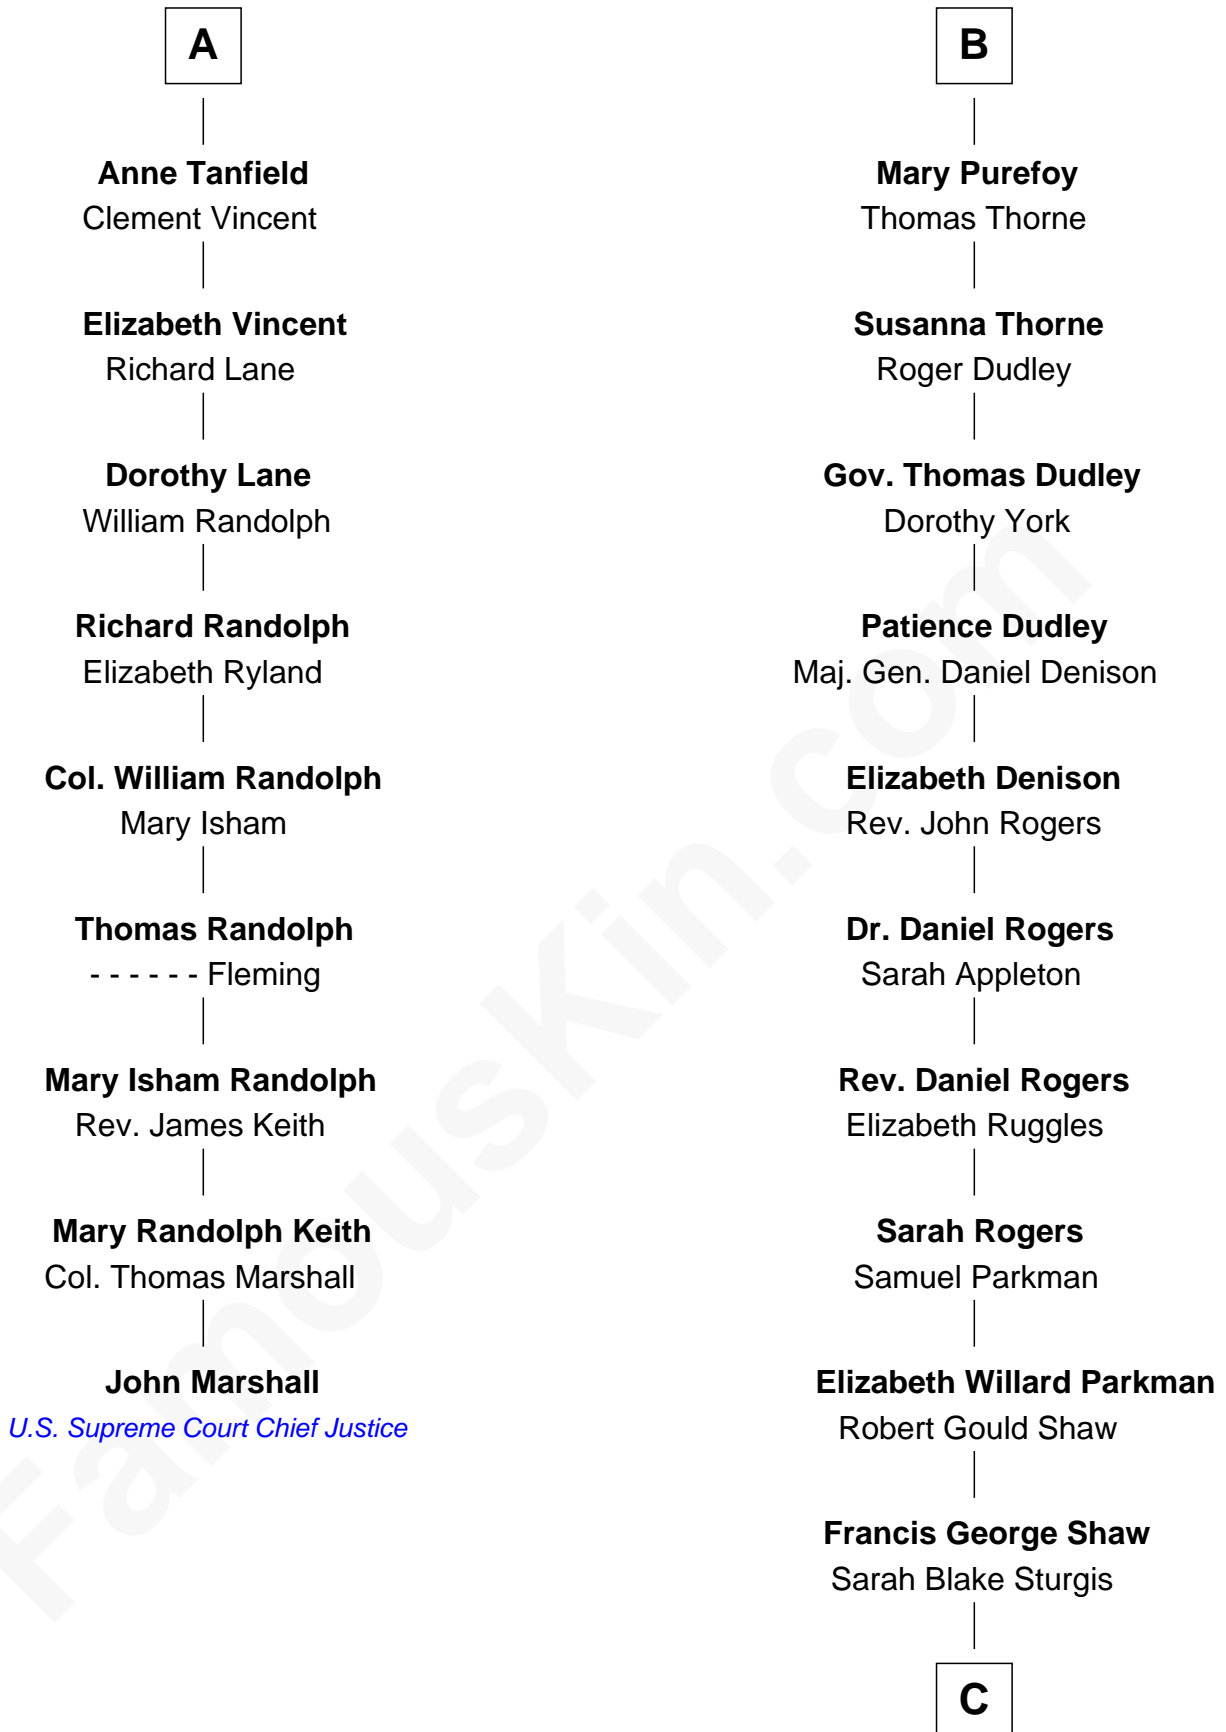 A
Anne Tanfield
Clement Vincent
Elizabeth Vincent
Richard Lane
Dorothy Lane
William Randolph
Richard Randolph
Elizabeth Ryland
Col. William Randolph
Mary Isham
Thomas Randolph
- - - - - - Fleming
Mary Isham Randolph
Rev. James Keith
Mary Randolph Keith
Col. Thomas Marshall
John Marshall
U.S. Supreme Court Chief Justice
B
Mary Purefoy
Thomas Thorne
Susanna Thorne
Roger Dudley
Gov. Thomas Dudley
Dorothy York
Patience Dudley
Maj. Gen. Daniel Denison
Elizabeth Denison
Rev. John Rogers
Dr. Daniel Rogers
Sarah Appleton
Rev. Daniel Rogers
Elizabeth Ruggles
Sarah Rogers
Samuel Parkman
Elizabeth Willard Parkman
Robert Gould Shaw
Francis George Shaw
Sarah Blake Sturgis
C
FamousKin.com